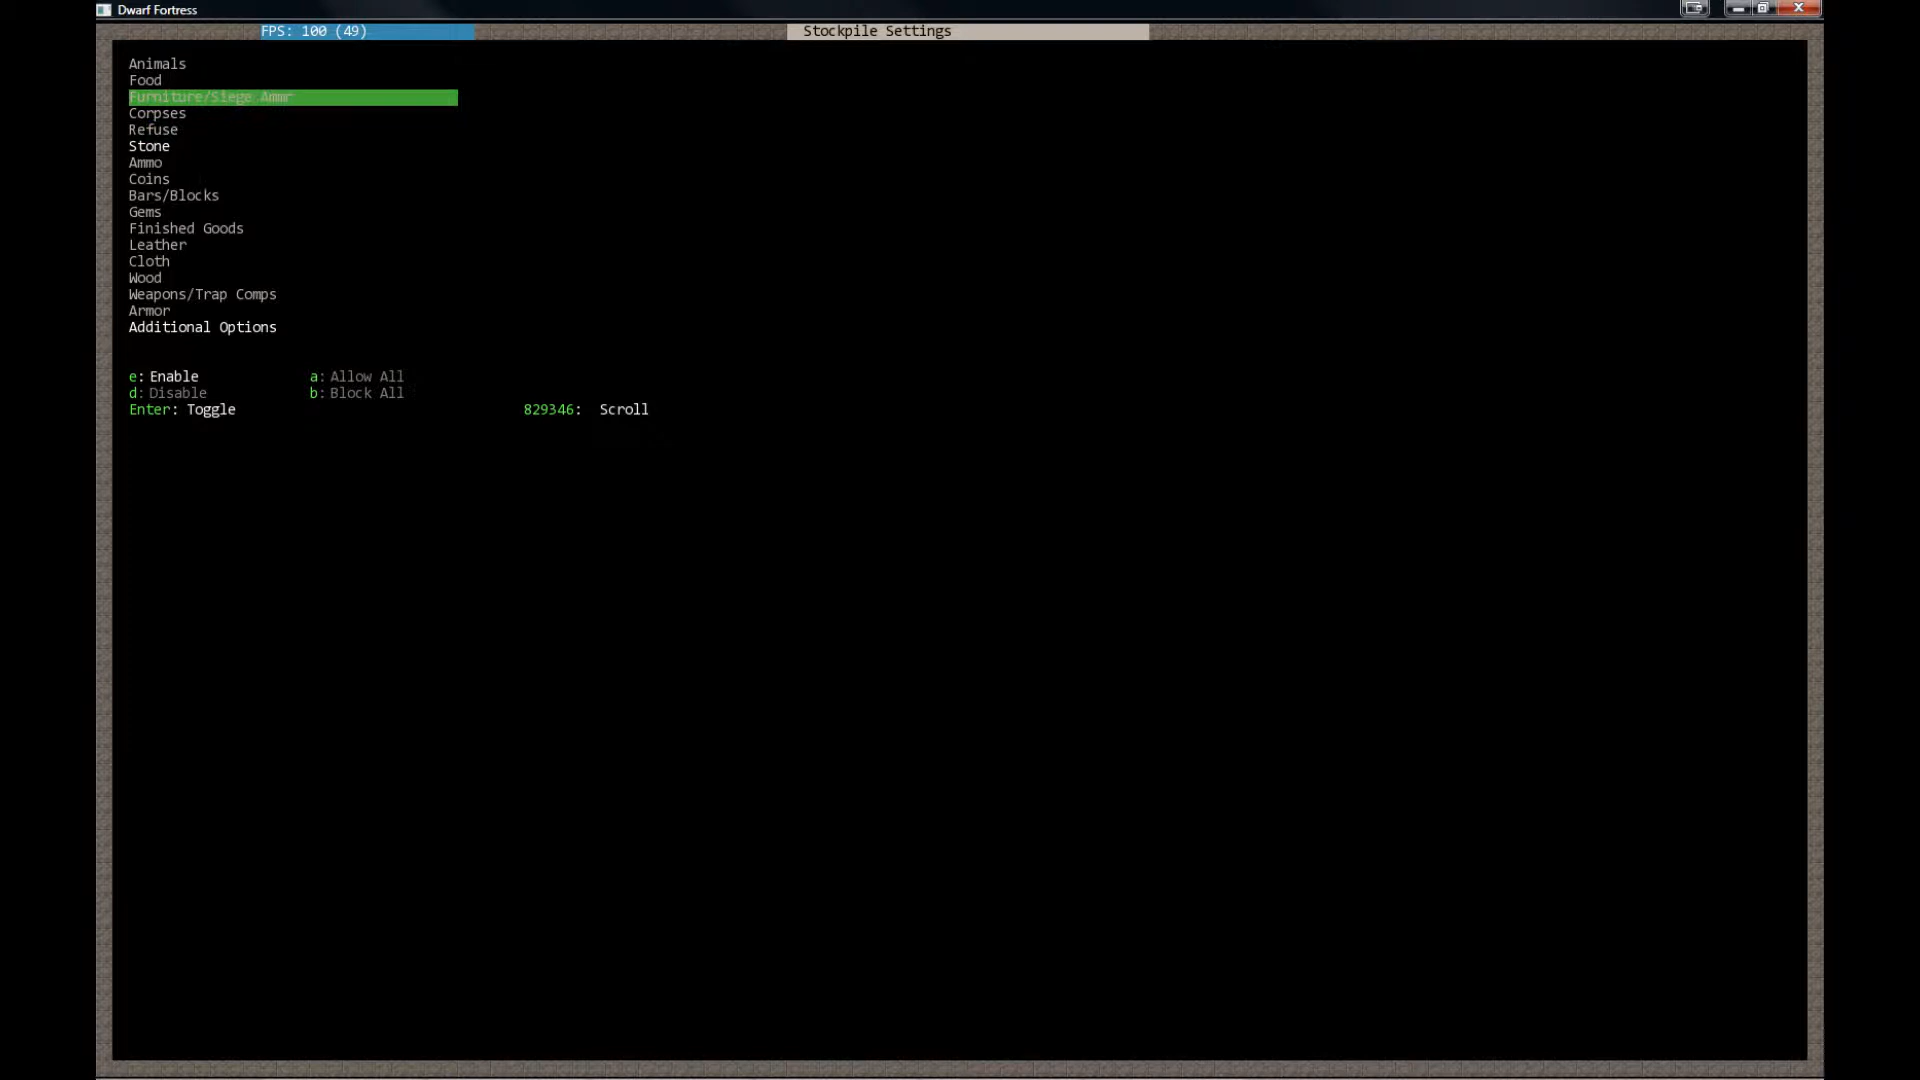 Dwarf Fortress
FPS: 100 (49)
Stockpile Settings
Animals
Food
Furniture/Siege Ammr
Corpses
Refuse
Stone
Ammo
Coins
Bars/Blocks
Gems
Finished Goods
Leather
Cloth
Wood
Weapons/Trap Comps
Armor
Additional Options
e: Enable a: Allow All
d: Disable b: Block All
Enter: Toggle 829346: Scroll